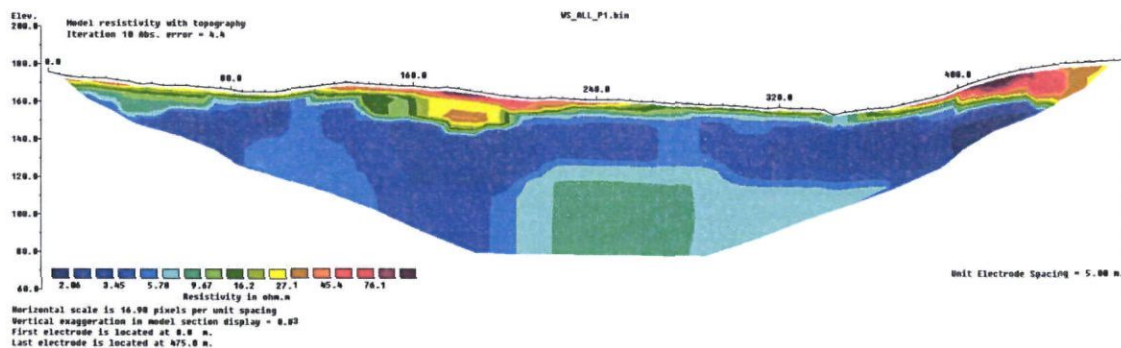 Elev.
WS_ALL_P1.bin
200.0
Model resistivity with topography
Iteration 10 Abs. error = 4.4
180.0
0.0
80.0
160.0
240.0
320.0
400.0
160.0
140.0
120.0
100.0
80.0
60.0
2.06 3.45 5.78 9.67 16.2 27.1 45.4 76.1
Resistivity in ohm.m
Unit Electrode Spacing = 5.00 m.
Horizontal scale is 16.90 pixels per unit spacing
Vertical exaggeration in model section display = 0.83
First electrode is located at 0.0 m.
Last electrode is located at 475.0 m.